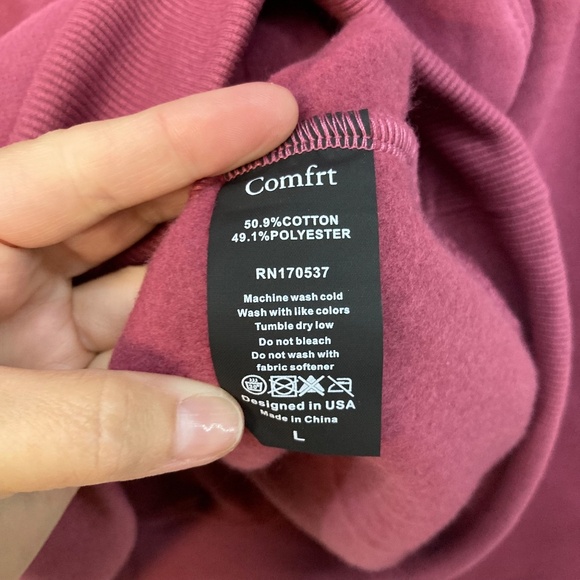 Comfrt
50.9%COTTON
49.1%POLYESTER
RN170537
Machine wash cold
Wash with like colors
Tumble dry low
Do not bleach
Do not wash with
fabric softener
Designed in USA
Made in China
L